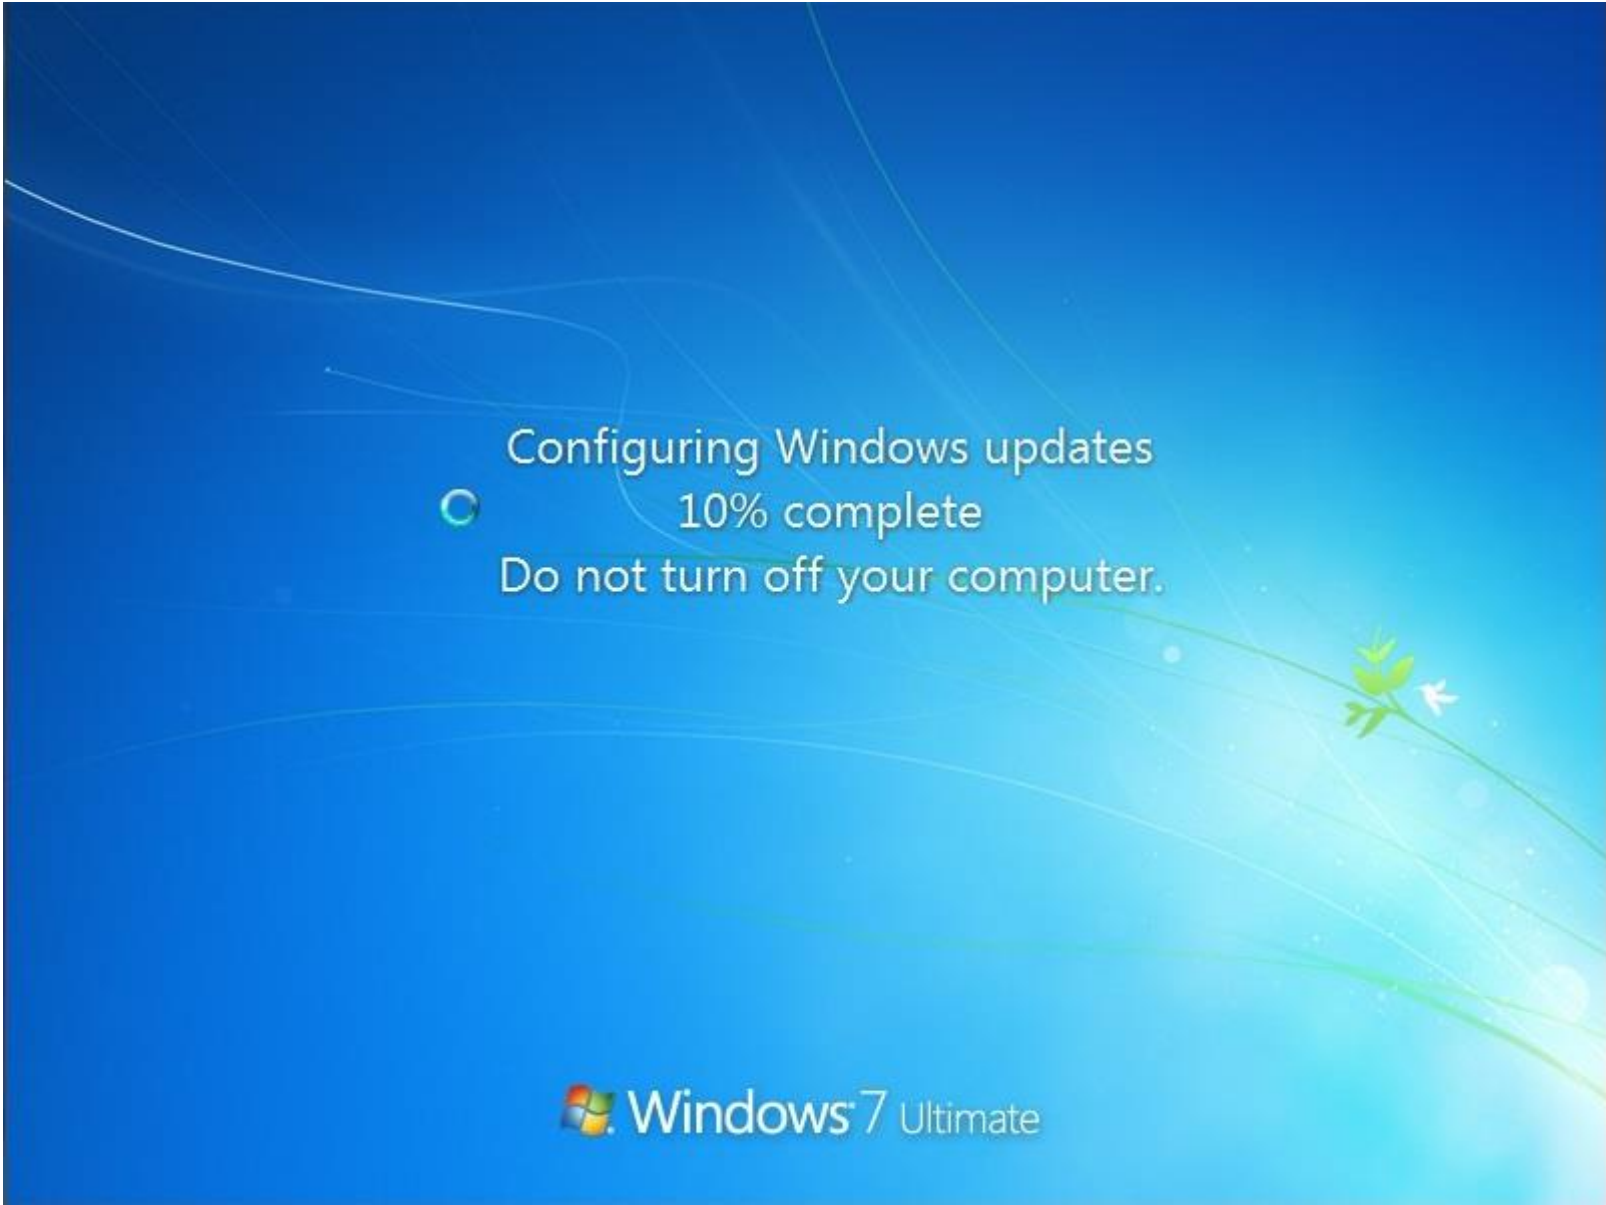 Configuring Windows updates
10% complete
Do not turn off your computer.
Windows 7 Ultimate